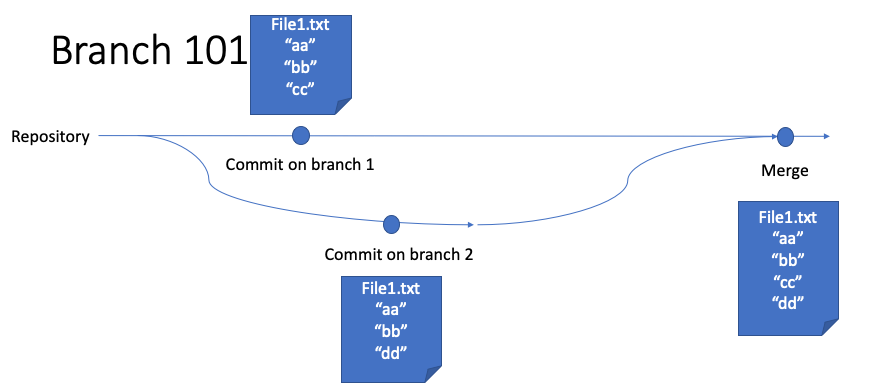 Branch 101
File1.txt
“aa”
“bb”
“cc”
Repository
Commit on branch 1
Merge
Commit on branch 2
File1.txt
“aa”
“bb”
“dd”
File1.txt
“aa”
“bb”
“cc”
“dd”